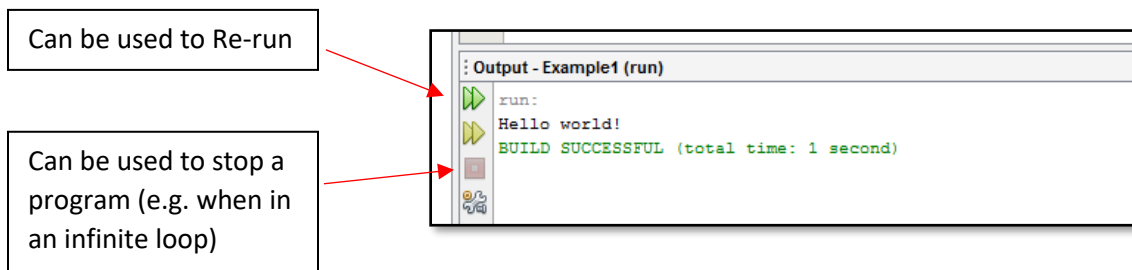 Can be used to Re-run
Can be used to stop a
program (e.g. when in
an infinite loop)
Output - Example1 (run)
run:
Hello world!
BUILD SUCCESSFUL (total time: 1 second)